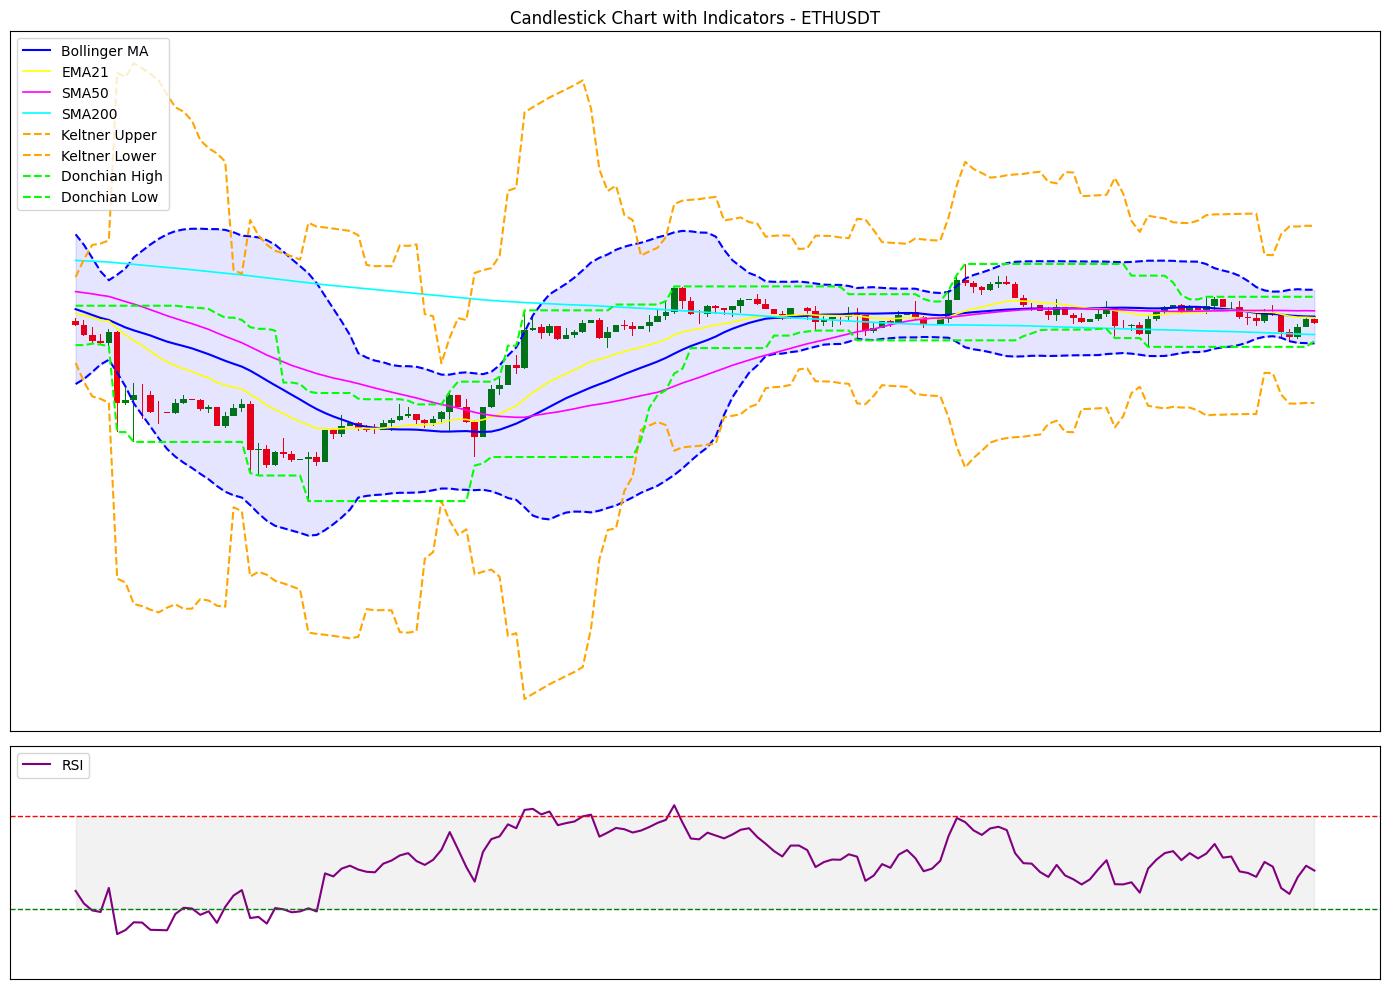 Candlestick Chart with Indicators - ETHUSDT
Bollinger MA
EMA21
SMA50
SMA200
Keltner Upper
Keltner Lower
Donchian High
Donchian Low
RSI